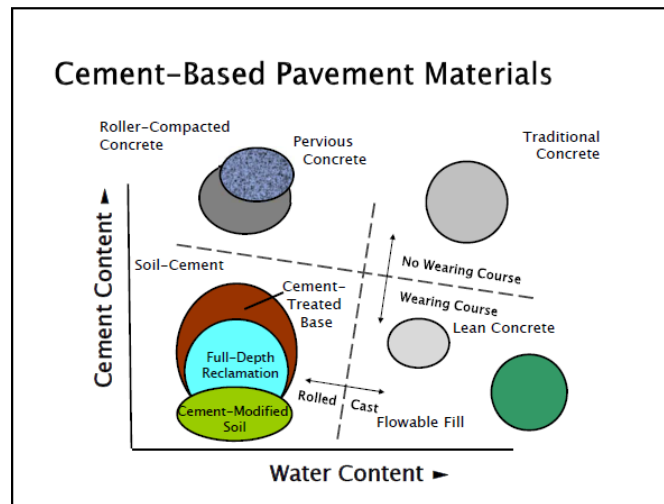 Cement-Based Pavement Materials
Roller-Compacted
Concrete
Pervious
Concrete
Traditional
Concrete
Cement Content ►
Soil-Cement
No Wearing Course
Cement-
Treated
Base
Wearing Course
Lean Concrete
Full-Depth
Reclamation
Rolled
Cast
Cement-Modified
Soil
Flowable Fill
Water Content ►